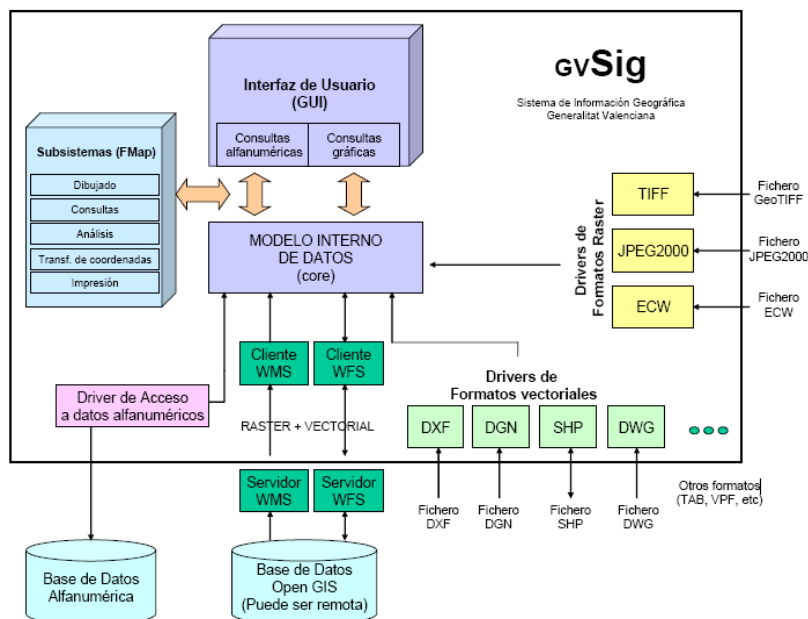 Interfaz de Usuario
(GUI)
Consultas
alfanuméricas
Consultas
gráficas
GVSig
Sistema de Información Geográfica
Generalitat Valenciana
Subsistemas (FMap)
Dibujado
Consultas
Análisis
Transf. de coordenadas
Impresión
MODELO INTERNO
DE DATOS
(core)
Drivers de
Formatos Raster
TIFF
JPEG2000
ECW
Fichero
GeoTIFF
Fichero
JPEG2000
Fichero
ECW
Cliente
WMS
Cliente
WFS
Driver de Acceso
a datos alfanuméricos
RASTER + VECTORIAL
Drivers de
Formatos vectoriales
DXF
DGN
SHP
DWG
Servidor
WMS
Servidor
WFS
Fichero
DXF
Fichero
DGN
Fichero
SHP
Fichero
DWG
Otros formatos
(TAB, VPF, etc)
Base de Datos
Alfanumérica
Base de Datos
Open GIS
(Puede ser remota)